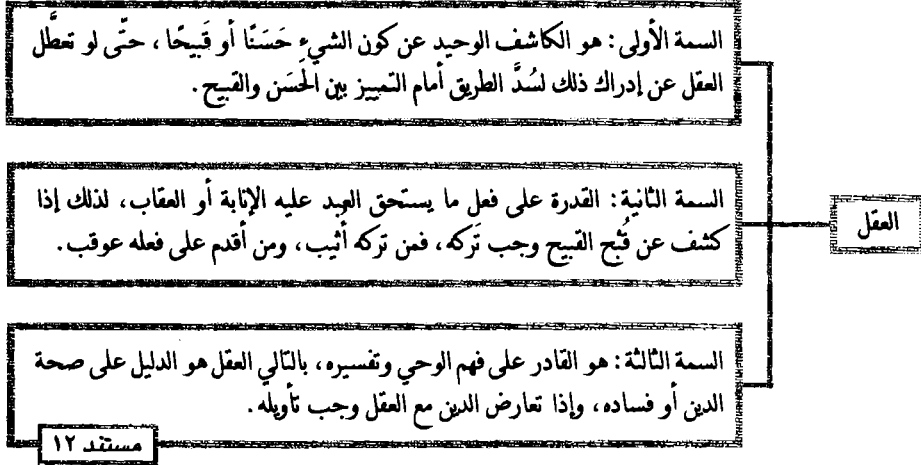 السمة الأولى: هو الكاشف الوحيد عن كون الشيءِ حَسَنًا أو قَبيحًا، حتّى لو تعطَّل
العقل عن إدراك ذلك لسُدَّ الطريق أمام التمييز بين الحَسَن والقبيح.
العقل
السمة الثانية: القدرة على فعل ما يستحق العبد عليه الإثابة أو العقاب، لذلك إذا
كشف عن قُبْح القبيح وجب تَركه، فمن تركه أُثيب، ومن أقدم على فعله عوقب.
السمة الثالثة: هو القادر على فهم الوحي وتفسيره، بالتالي العقل هو الدليل على صحة
الدين أو فساده، وإذا تعارض الدين مع العقل وجب تأويله.
مستند ١٢